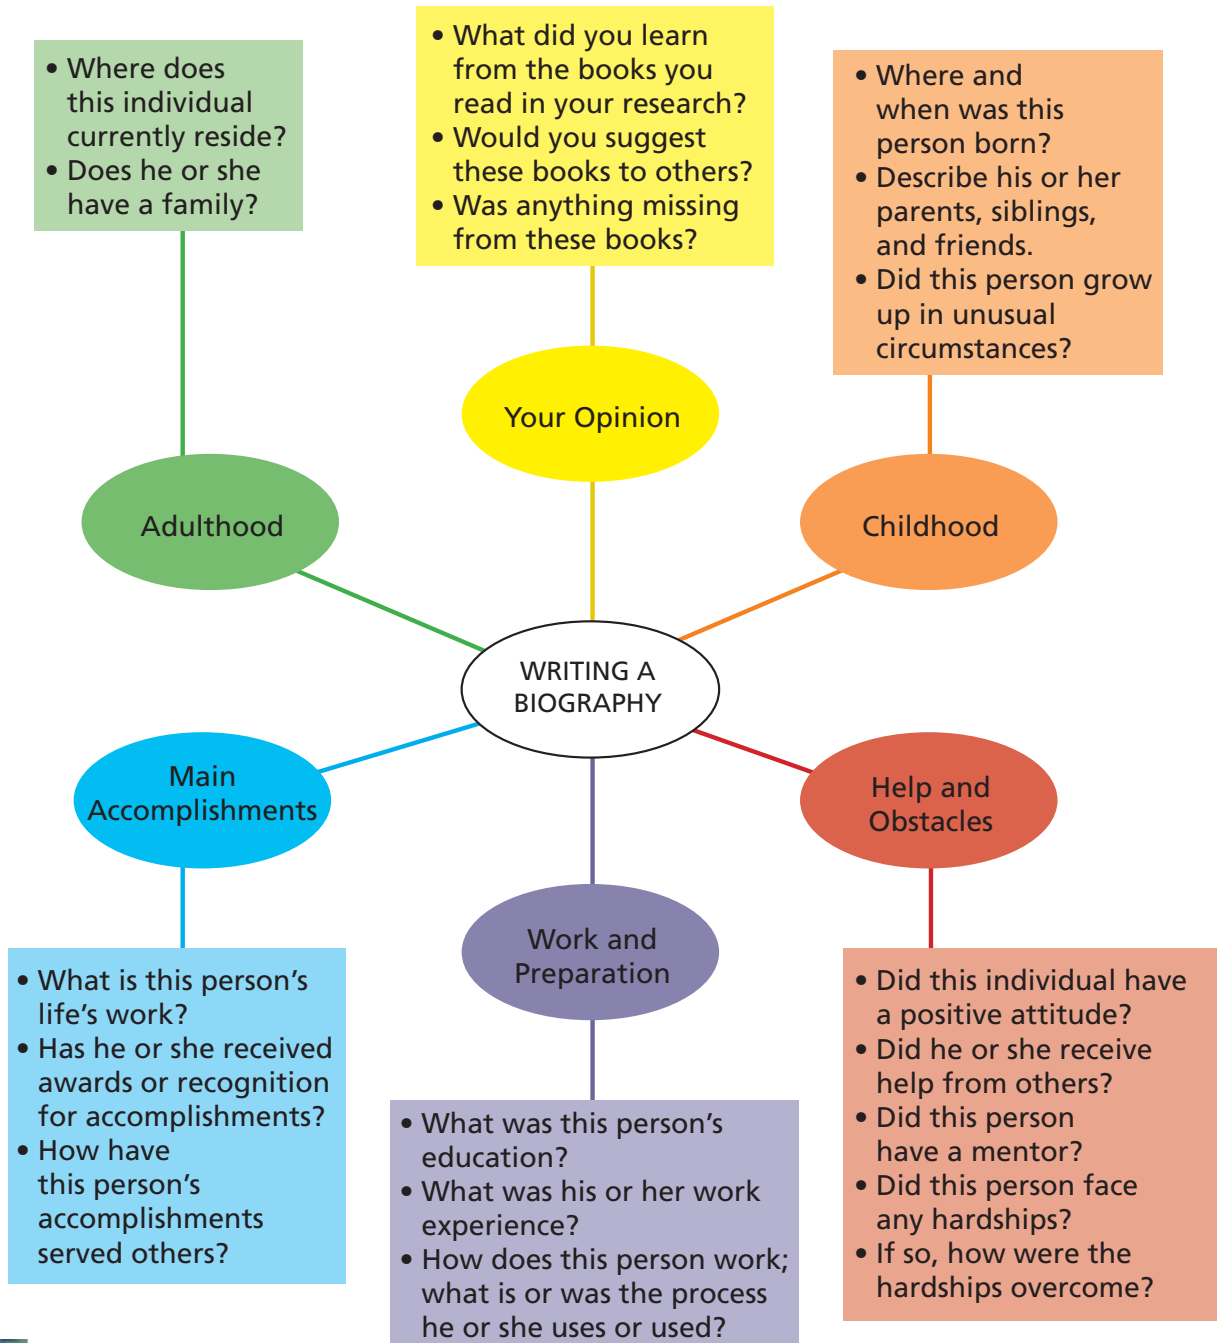 • Where does
this individual
currently reside?
• Does he or she
have a family?
• What did you learn
from the books you
read in your research?
• Would you suggest
these books to others?
• Was anything missing
from these books?
• Where and
when was this
person born?
• Describe his or her
parents, siblings,
and friends.
• Did this person grow
up in unusual
circumstances?
Adulthood
Your Opinion
Childhood
WRITING A
BIOGRAPHY
Main
Accomplishments
Work and
Preparation
Help and
Obstacles
• What is this person’s
life’s work?
• Has he or she received
awards or recognition
for accomplishments?
• How have
this person’s
accomplishments
served others?
• What was this person’s
education?
• What was his or her work
experience?
• How does this person work;
what is or was the process
he or she uses or used?
• Did this individual have
a positive attitude?
• Did he or she receive
help from others?
• Did this person
have a mentor?
• Did this person face
any hardships?
• If so, how were the
hardships overcome?